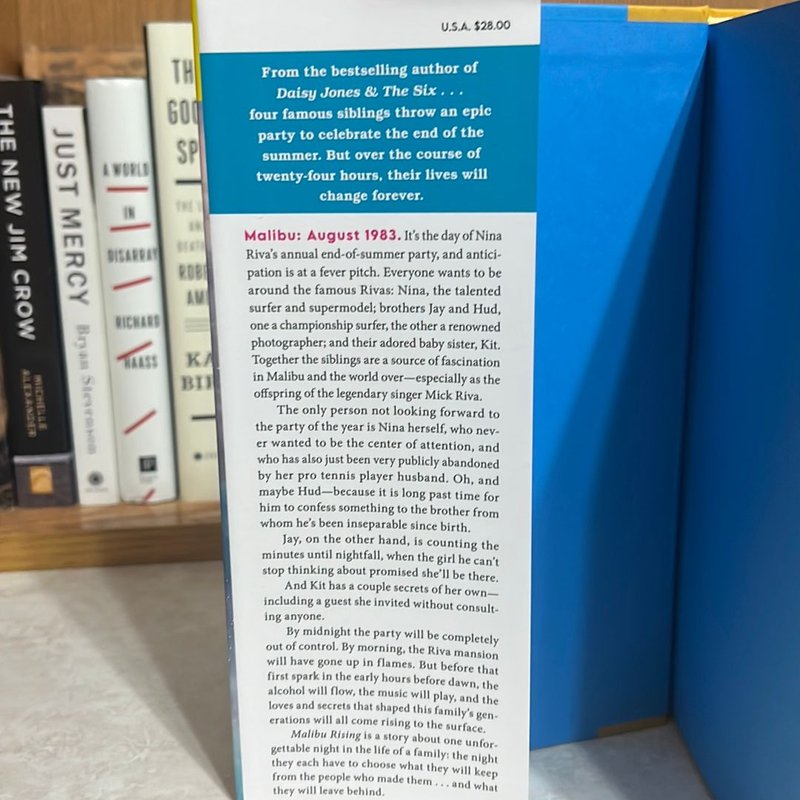 U.S.A. $28.00
From the bestselling author of
Daisy Jones & The Six . . .
four famous siblings throw an epic
party to celebrate the end of the
summer. But over the course of
twenty-four hours, their lives will
change forever.
Malibu: August 1983. It's the day of Nina
Riva's annual end-of-summer party, and antici-
pation is at a fever pitch. Everyone wants to be
around the famous Rivas: Nina, the talented
surfer and supermodel; brothers Jay and Hud,
one a championship surfer, the other a renowned
photographer; and their adored baby sister, Kit.
Together the siblings are a source of fascination
in Malibu and the world over—especially as the
offspring of the legendary singer Mick Riva.
The only person not looking forward to
the party of the year is Nina herself, who nev-
er wanted to be the center of attention, and
who has also just been very publicly abandoned
by her pro tennis player husband. Oh, and
maybe Hud—because it is long past time for
him to confess something to the brother from
whom he's been inseparable since birth.
Jay, on the other hand, is counting the
minutes until nightfall, when the girl he can't
stop thinking about promised she'll be there.
And Kit has a couple secrets of her own—
including a guest she invited without consult-
ing anyone.
By midnight the party will be completely
out of control. By morning, the Riva mansion
will have gone up in flames. But before that
first spark in the early hours before dawn, the
alcohol will flow, the music will play, and the
loves and secrets that shaped this family's gen-
erations will all come rising to the surface.
Malibu Rising is a story about one unfor-
gettable night in the life of a family: the night
they each have to choose what they will keep
from the people who made them . . . and what
they will leave behind.
THE NEW JIM CROW
MICHELLE
ALEXANDER
JUST MERCY
Bryan Stevenson
A WORLD
IN
DISARRAY
RICHARD
HAASS
TH
GOO
SP
KA
BIR